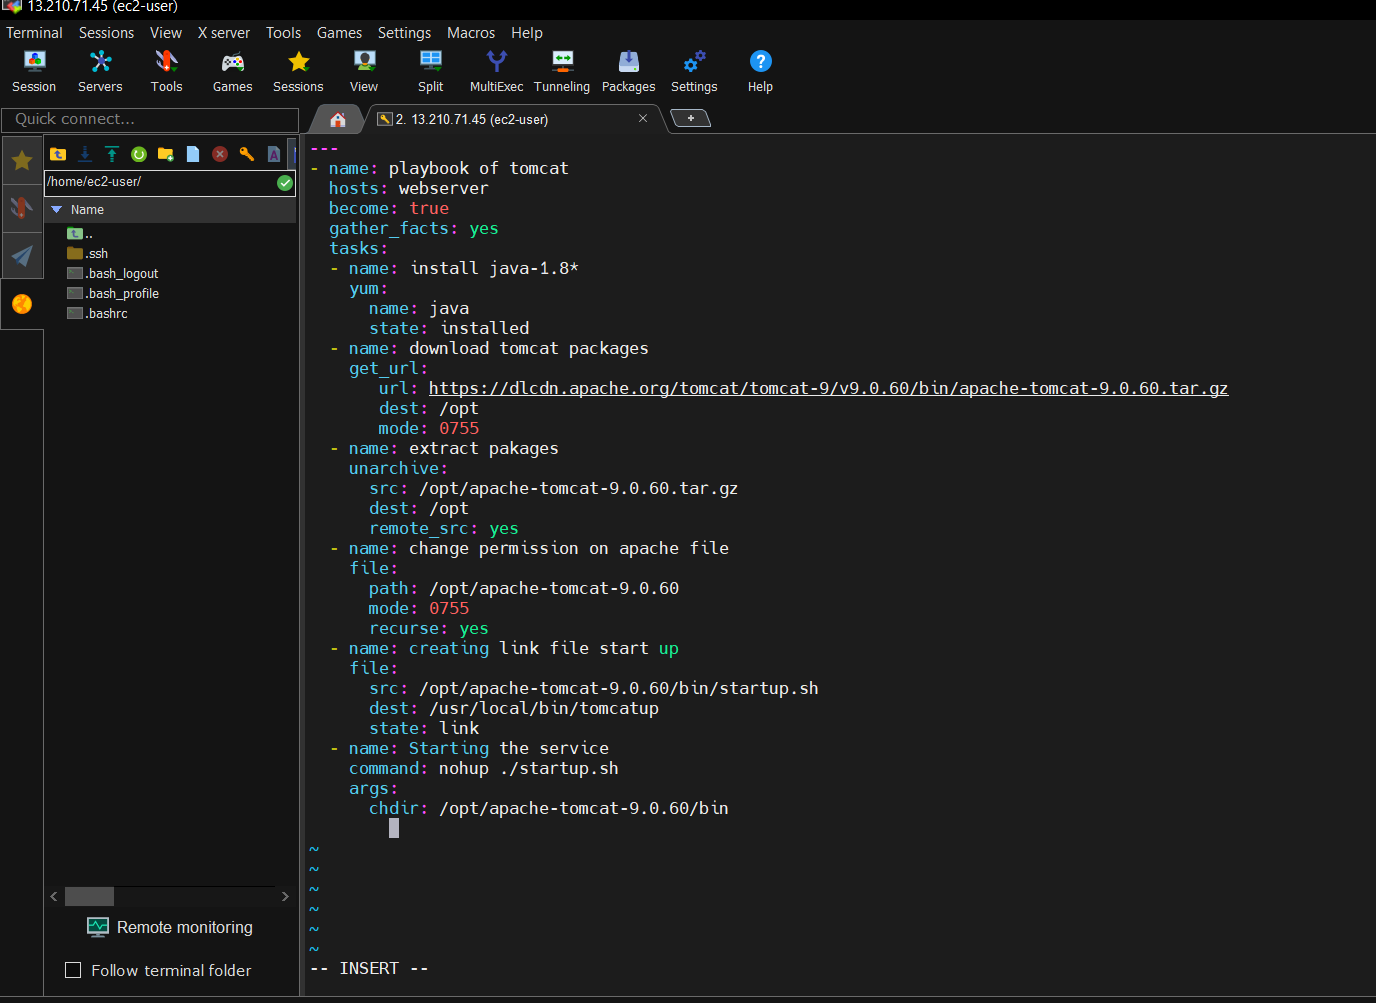 13.210.71.45 (ec2-user)
Terminal Sessions View X server Tools Games Settings Macros Help
Session Servers Tools Games Sessions View Split MultiExec Tunneling Packages Settings Help
Quick connect...
2. 13.210.71.45 (ec2-user)
/home/ec2-user/
Name
..
.ssh
.bash_logout
.bash_profile
.bashrc
Remote monitoring
Follow terminal folder
---
- name: playbook of tomcat
  hosts: webserver
  become: true
  gather_facts: yes
  tasks:
  - name: install java-1.8*
    yum:
      name: java
      state: installed
  - name: download tomcat packages
    get_url:
       url: https://dlcdn.apache.org/tomcat/tomcat-9/v9.0.60/bin/apache-tomcat-9.0.60.tar.gz
       dest: /opt
       mode: 0755
  - name: extract pakages
    unarchive:
      src: /opt/apache-tomcat-9.0.60.tar.gz
      dest: /opt
      remote_src: yes
  - name: change permission on apache file
    file:
      path: /opt/apache-tomcat-9.0.60
      mode: 0755
      recurse: yes
  - name: creating link file start up
    file:
      src: /opt/apache-tomcat-9.0.60/bin/startup.sh
      dest: /usr/local/bin/tomcatup
      state: link
  - name: Starting the service
    command: nohup ./startup.sh
    args:
      chdir: /opt/apache-tomcat-9.0.60/bin
~
~
~
~
~
~
-- INSERT --